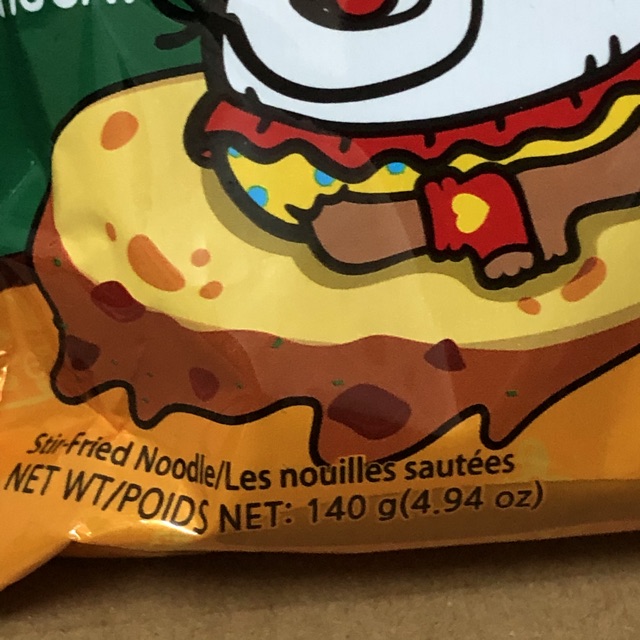 Stir-Fried Noodle/Les nouilles sautées
NET WT/POIDS NET: 140 g(4.94 oz)